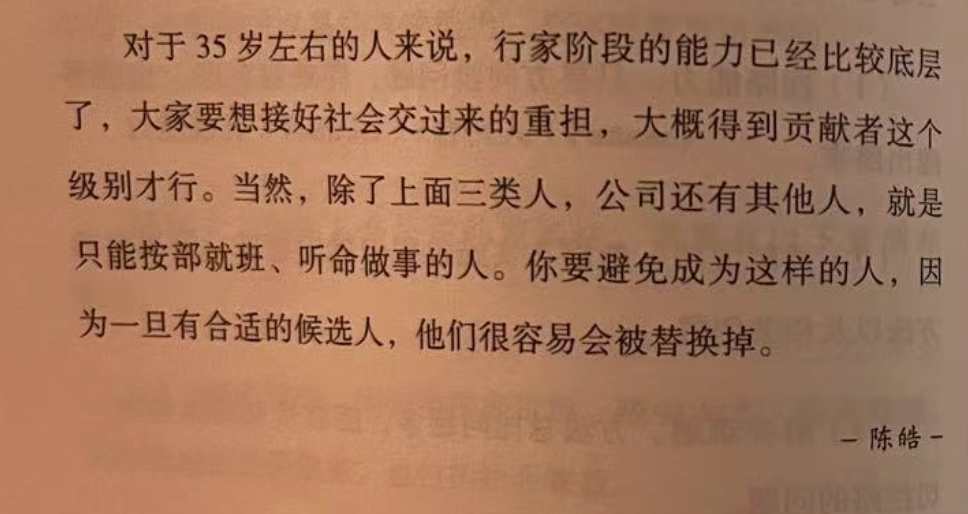 对于 35 岁左右的人来说，行家阶段的能力已经比较底层
了，大家要想接好社会交过来的重担，大概得到贡献者这个
级别才行。当然，除了上面三类人，公司还有其他人，就是
只能按部就班、听命做事的人。你要避免成为这样的人，因
为一旦有合适的候选人，他们很容易会被替换掉。
– 陈皓 –